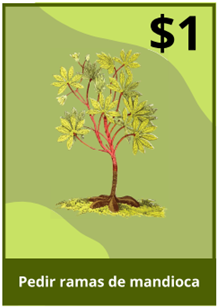 $1
Pedir ramas de mandioca